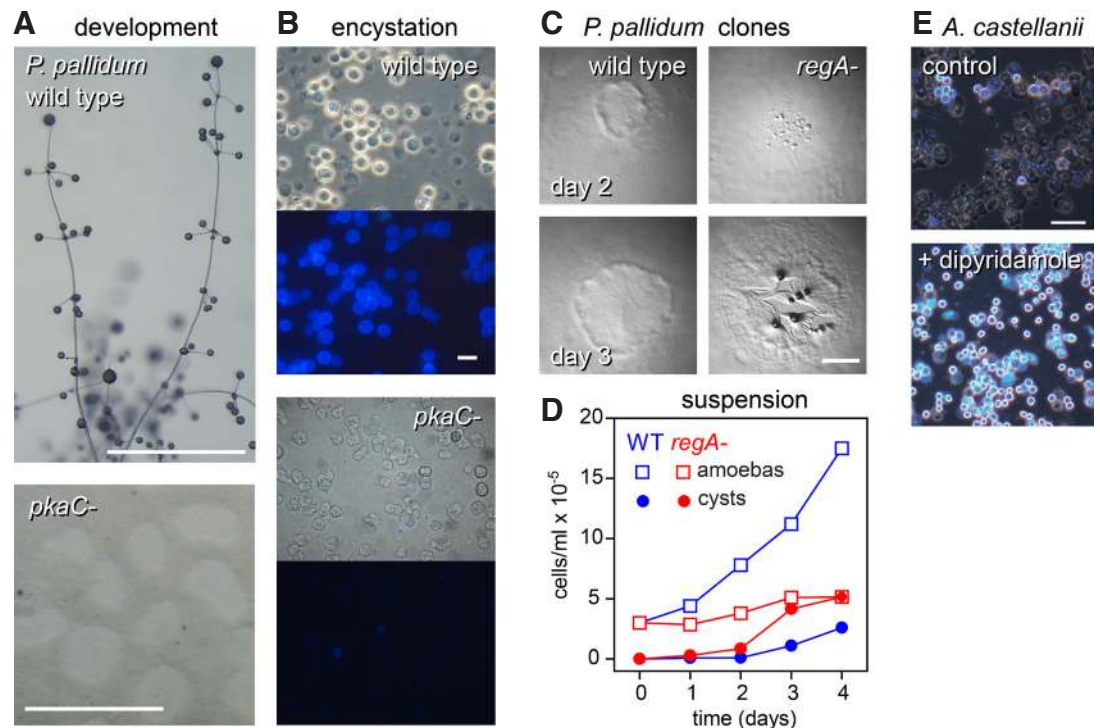 A development
P. pallidum
wild type
pkaC-
B encystation
wild type
pkaC-
C P. pallidum clones
wild type
regA-
day 2
day 3
D suspension
WT regA-
amoebas
cysts
cells/ml x 10⁻⁵
20
15
10
5
0
0 1 2 3 4
time (days)
E A. castellanii
control
+ dipyridamole